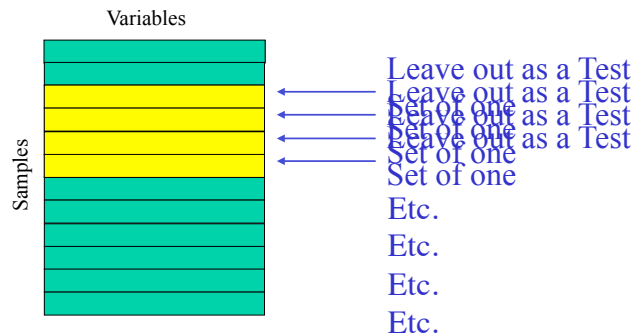 Variables
Samples
Leave out as a Test
Leave out as a Test
Set of one
Leave out as a Test
Set of one
Leave out as a Test
Set of one
Set of one
Etc.
Etc.
Etc.
Etc.